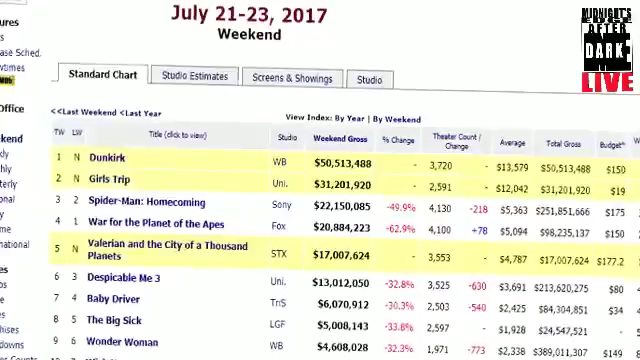 July 21-23, 2017
Weekend
MIDNIGHT'S
EDGE
AFTER
DARK
LIVE
Standard Chart
Studio Estimates
Screens & Showings
Studio
<<Last Weekend <Last Year
View Index: By Year | By Weekend
TW LW Title (click to view) Studio Weekend Gross % Change Theater Count / Change Average Total Gross Budget*
1 N Dunkirk WB $50,513,488 - 3,720 - $13,579 $50,513,488 $150
2 N Girls Trip Uni. $31,201,920 - 2,591 - $12,042 $31,201,920 $19
3 2 Spider-Man: Homecoming Sony $22,150,085 -49.9% 4,130 -218 $5,363 $251,851,666 $175
4 1 War for the Planet of the Apes Fox $20,884,223 -62.9% 4,100 +78 $5,094 $98,235,137 $150
5 N Valerian and the City of a Thousand Planets STX $17,007,624 - 3,553 - $4,787 $17,007,624 $177.2
6 3 Despicable Me 3 Uni. $13,012,050 -32.8% 3,525 -630 $3,691 $213,620,275 $80
7 4 Baby Driver TriS $6,070,912 -30.3% 2,503 -540 $2,425 $84,304,851 $34
8 5 The Big Sick LGF $5,008,143 -33.8% 2,597 - $1,928 $24,547,521 -
9 6 Wonder Woman WB $4,608,028 -32.3% 1,971 -773 $2,338 $389,011,307 $149